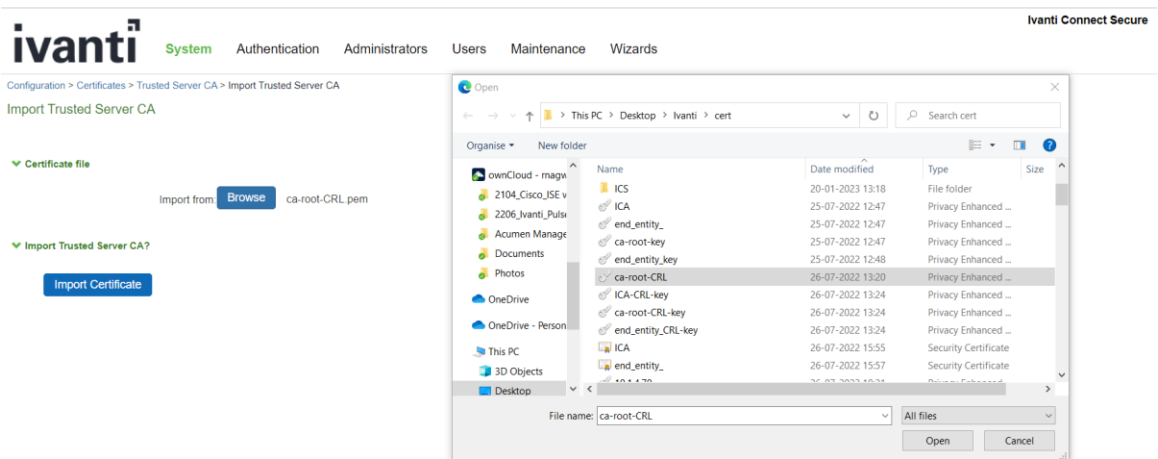 Ivanti Connect Secure
ivanti
System Authentication Administrators Users Maintenance Wizards
Configuration > Certificates > Trusted Server CA > Import Trusted Server CA
Import Trusted Server CA
Certificate file
Import from: Browse ca-root-CRL.pem
Import Trusted Server CA?
Import Certificate
Open
This PC > Desktop > Ivanti > cert
Search cert
Organise New folder
ownCloud - rnagw
2104_Cisco_ISE v
2206_Ivanti_Pulse
Acumen Manage
Documents
Photos
OneDrive
OneDrive - Person
This PC
3D Objects
Desktop
Name Date modified Type Size
ICS 20-01-2023 13:18 File folder
ICA 25-07-2022 12:47 Privacy Enhanced ...
end_entity_ 25-07-2022 12:47 Privacy Enhanced ...
ca-root-key 25-07-2022 12:47 Privacy Enhanced ...
end_entity_key 25-07-2022 12:48 Privacy Enhanced ...
ca-root-CRL 26-07-2022 13:20 Privacy Enhanced ...
ICA-CRL-key 26-07-2022 13:24 Privacy Enhanced ...
ca-root-CRL-key 26-07-2022 13:24 Privacy Enhanced ...
end_entity_CRL-key 26-07-2022 13:24 Privacy Enhanced ...
ICA 26-07-2022 15:55 Security Certificate
end_entity_ 26-07-2022 15:57 Security Certificate
File name: ca-root-CRL All files
Open Cancel